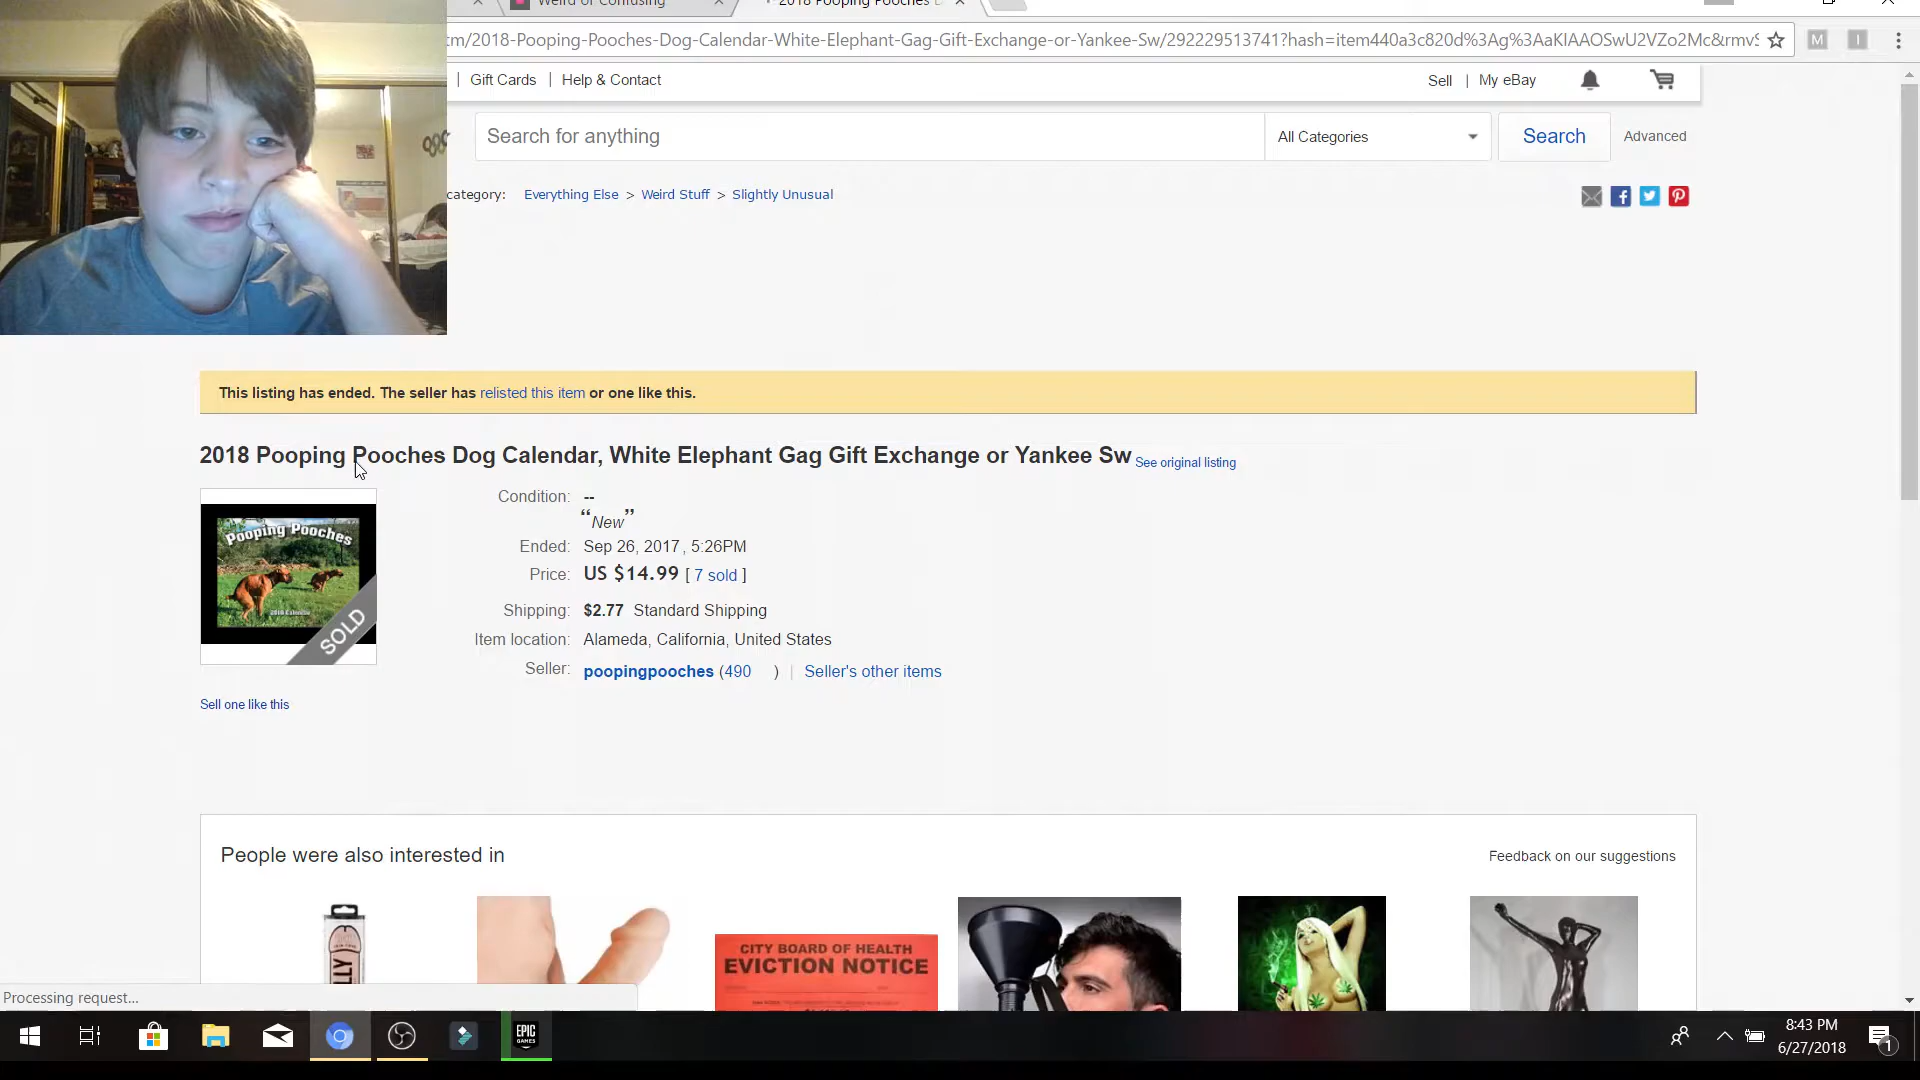 Weird or Confusing
2018 Pooping Pooches D
tm/2018-Pooping-Pooches-Dog-Calendar-White-Elephant-Gag-Gift-Exchange-or-Yankee-Sw/292229513741?hash=item440a3c820d%3Ag%3AaKIAAOSwU2VZo2Mc&rmvS
M
I
| Gift Cards | Help & Contact
Sell | My eBay
Search for anything
All Categories
Search
Advanced
category: Everything Else > Weird Stuff > Slightly Unusual
This listing has ended. The seller has relisted this item or one like this.
2018 Pooping Pooches Dog Calendar, White Elephant Gag Gift Exchange or Yankee Sw See original listing
Pooping Pooches
2018 Calendar
SOLD
Condition: --
“New”
Ended: Sep 26, 2017 , 5:26PM
Price: US $14.99 [ 7 sold ]
Shipping: $2.77 Standard Shipping
Item location: Alameda, California, United States
Seller: poopingpooches (490 ) | Seller's other items
Sell one like this
People were also interested in
Feedback on our suggestions
CITY BOARD OF HEALTH
EVICTION NOTICE
Processing request...
EPIC
GAMES
8:43 PM
6/27/2018
1